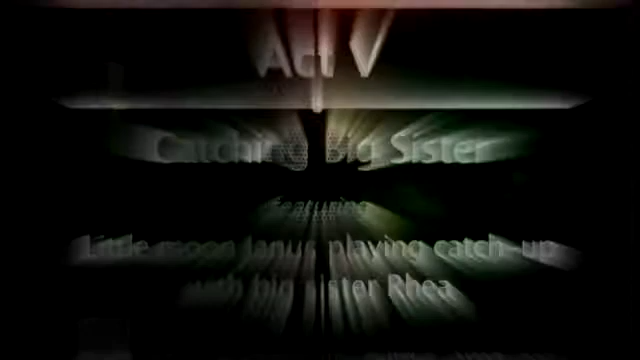 Act V
Catching Big Sister
featuring
Little moon Janus playing catch-up
with big sister Rhea